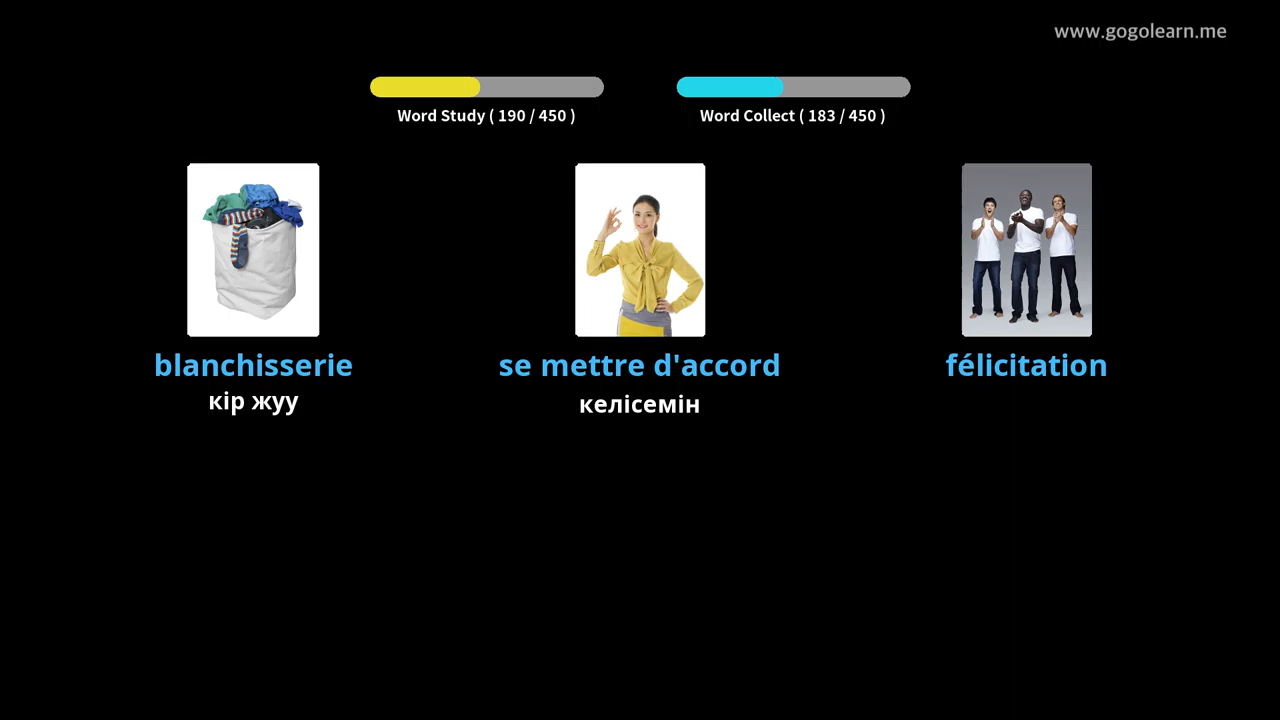 www.gogolearn.me
Word Study ( 190 / 450 )
Word Collect ( 183 / 450 )
blanchisserie
кір жуу
se mettre d'accord
келісемін
félicitation